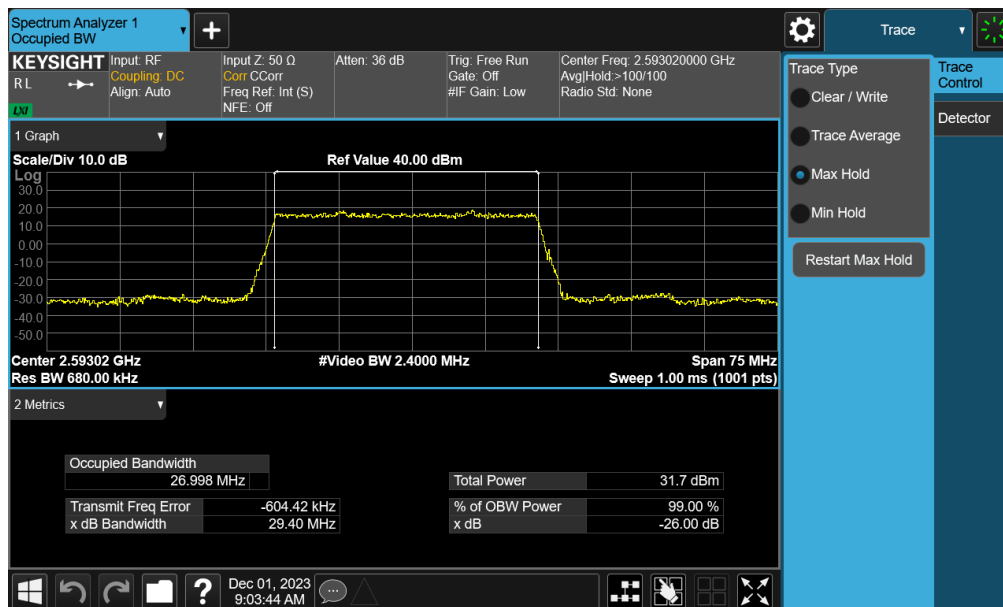 Spectrum Analyzer 1
Occupied BW
+
Trace
KEYSIGHT
R L
LXI
Input: RF
Coupling: DC
Align: Auto
Input Z: 50 Ω
Corr CCorr
Freq Ref: Int (S)
NFE: Off
Atten: 36 dB
Trig: Free Run
Gate: Off
#IF Gain: Low
Center Freq: 2.593020000 GHz
Avg|Hold:>100/100
Radio Std: None
Trace Type
Clear / Write
Trace Average
Max Hold
Min Hold
Restart Max Hold
Trace
Control
Detector
1 Graph
Scale/Div 10.0 dB
Ref Value 40.00 dBm
Log
30.0
20.0
10.0
0.00
-10.0
-20.0
-30.0
-40.0
-50.0
Center 2.59302 GHz
#Video BW 2.4000 MHz
Span 75 MHz
Res BW 680.00 kHz
Sweep 1.00 ms (1001 pts)
2 Metrics
Occupied Bandwidth
26.998 MHz
Total Power 31.7 dBm
Transmit Freq Error -604.42 kHz
% of OBW Power 99.00 %
x dB Bandwidth 29.40 MHz
x dB -26.00 dB
?
Dec 01, 2023
9:03:44 AM